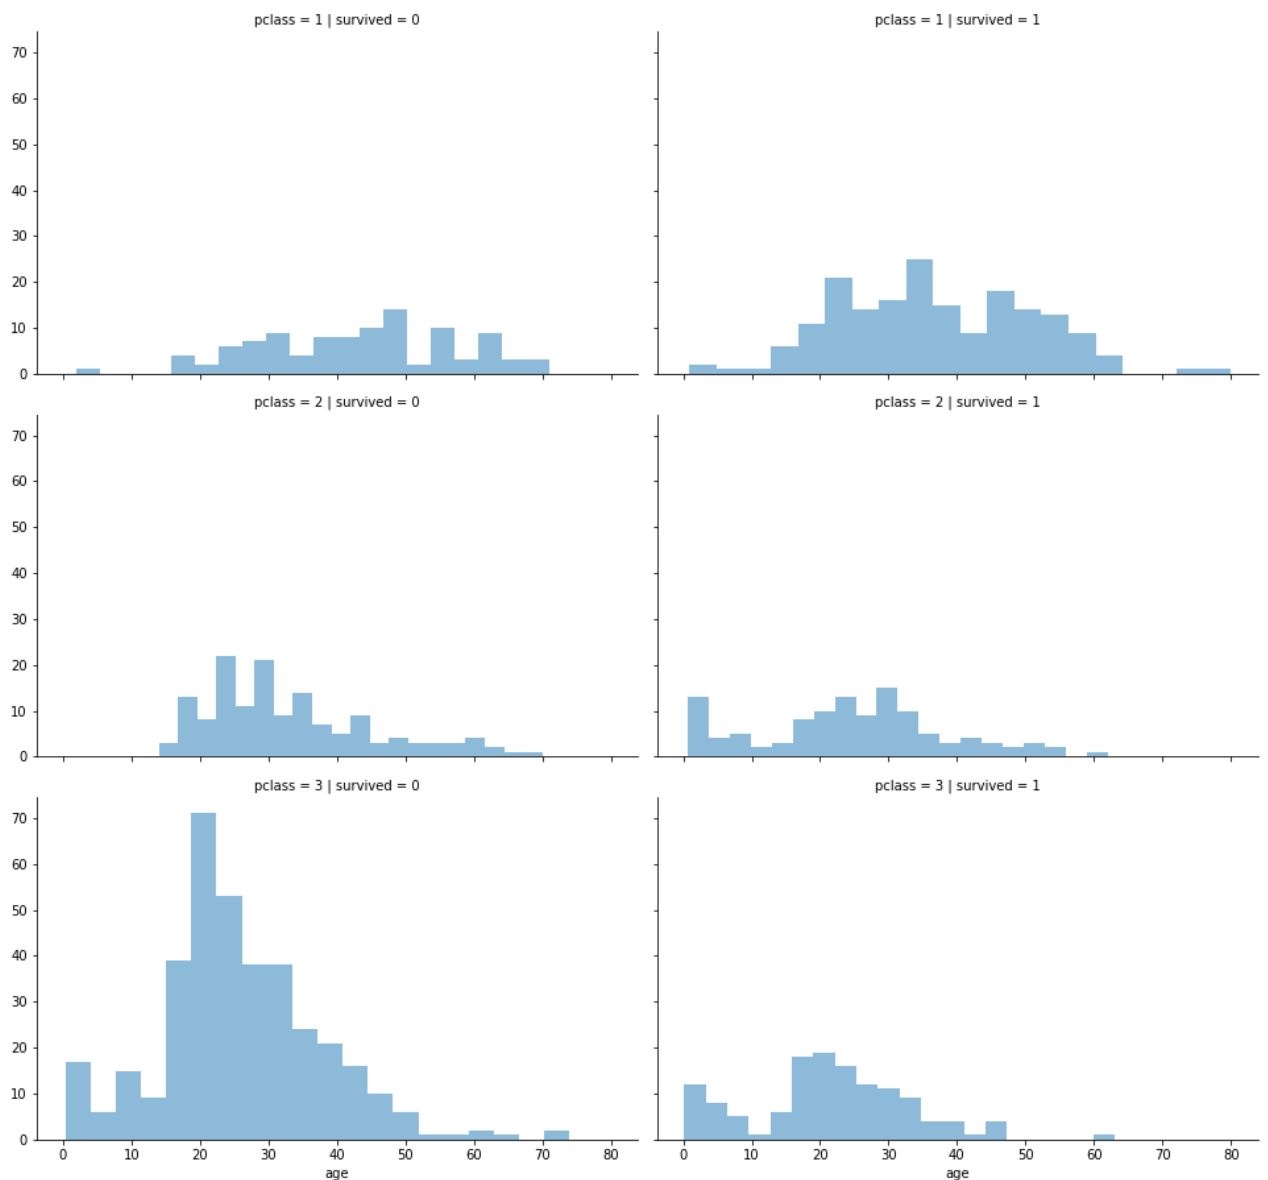 pclass = 1 | survived = 0
pclass = 1 | survived = 1
70
60
50
40
30
20
10
0
pclass = 2 | survived = 0
pclass = 2 | survived = 1
70
60
50
40
30
20
10
0
pclass = 3 | survived = 0
pclass = 3 | survived = 1
70
60
50
40
30
20
10
0
0 10 20 30 40 50 60 70 80
age
0 10 20 30 40 50 60 70 80
age